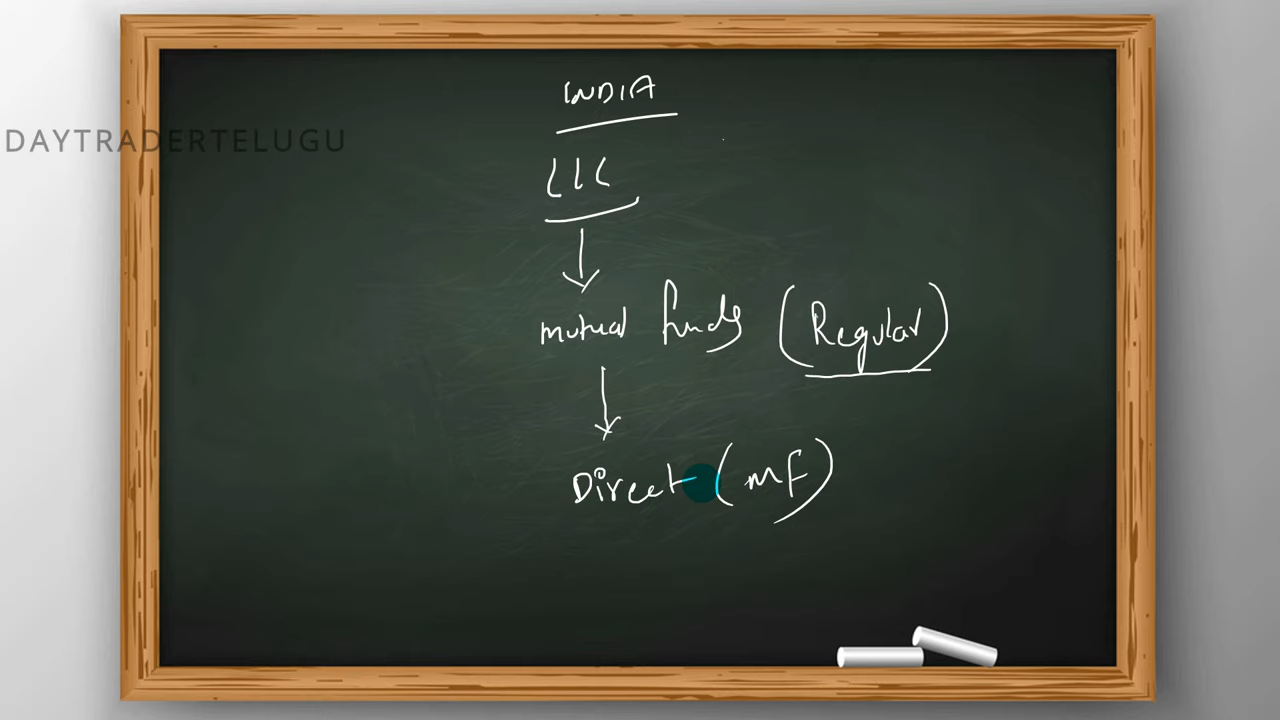 INDIA
DAYTRADERTELUGU
LIC
mutual funds (Regular)
Direct (MF)